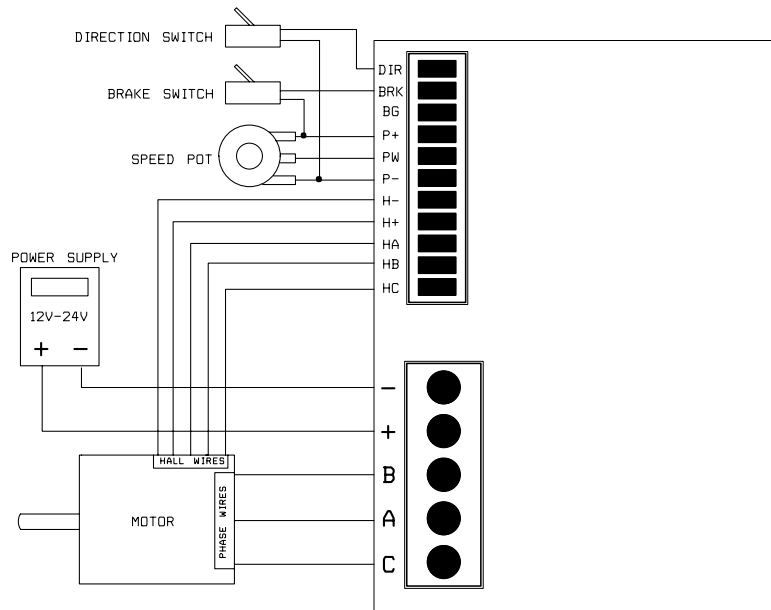 DIRECTION SWITCH
DIR
BRAKE SWITCH
BRK
BG
P+
SPEED POT
PW
P-
H-
H+
HA
POWER SUPPLY
HB
HC
12V-24V
+ -
-
+
HALL WIRES
B
PHASE WIRES
MOTOR
A
C